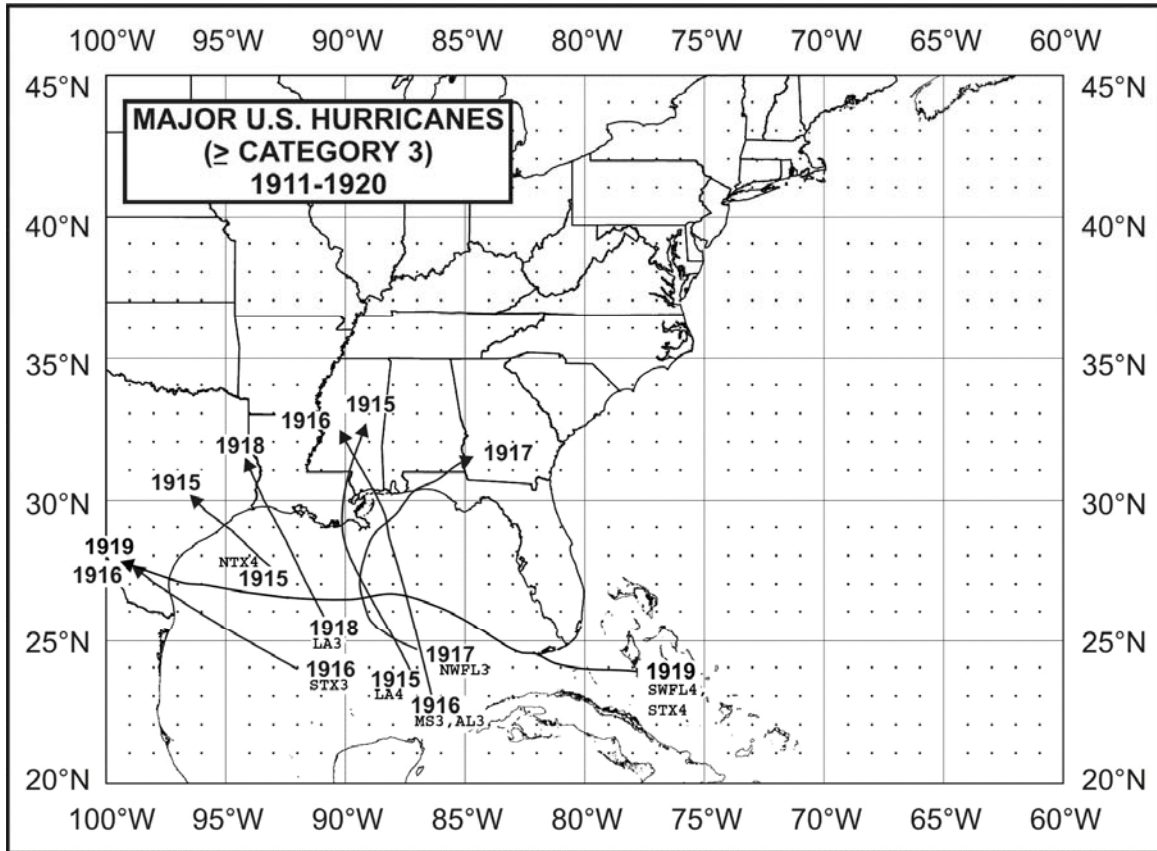 100°W 95°W 90°W 85°W 80°W 75°W 70°W 65°W 60°W
45°N 45°N
MAJOR U.S. HURRICANES
(≥ CATEGORY 3)
1911-1920
40°N 40°N
35°N 35°N
1915
1916
1918
1917
1915
30°N 30°N
1919
NTX4
1916
1915
1918
LA3
25°N 25°N
1917
NWFL3
1916
STX3
1915
LA4
1919
SWFL4,
STX4
1916
MS3,AL3
20°N 20°N
100°W 95°W 90°W 85°W 80°W 75°W 70°W 65°W 60°W